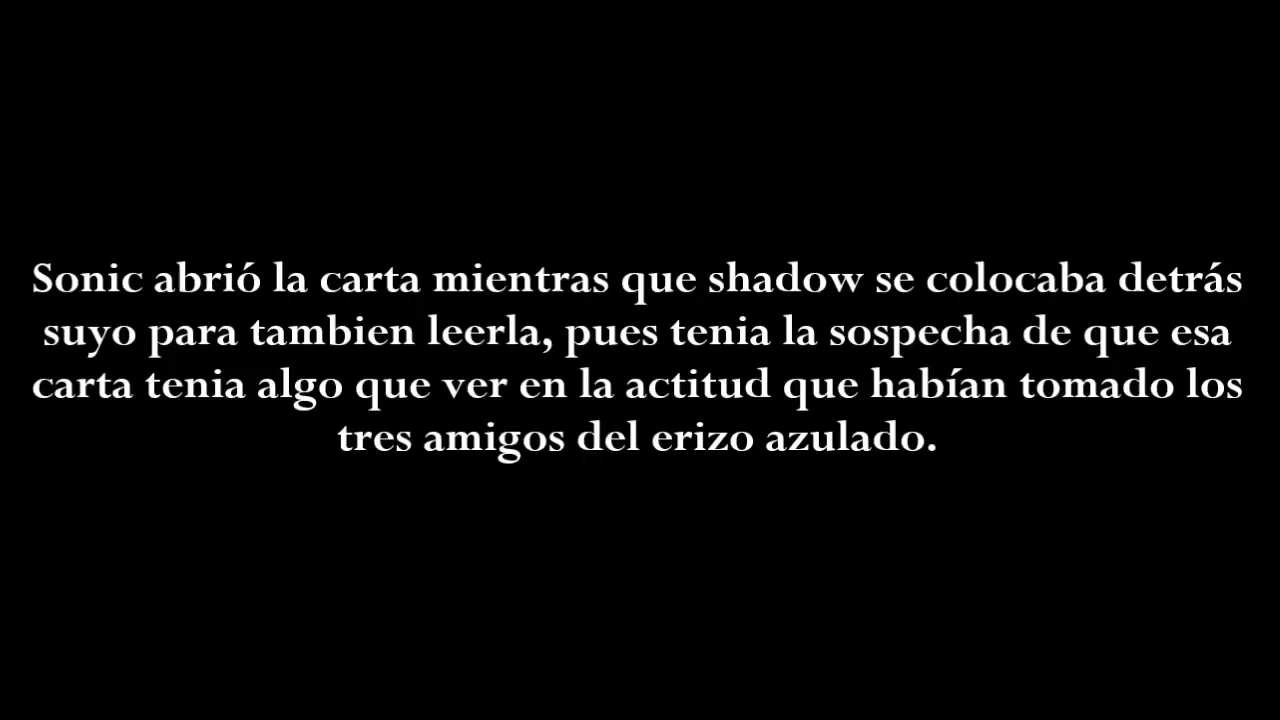 Sonic abrió la carta mientras que shadow se colocaba detrás
suyo para tambien leerla, pues tenia la sospecha de que esa
carta tenia algo que ver en la actitud que habían tomado los
tres amigos del erizo azulado.